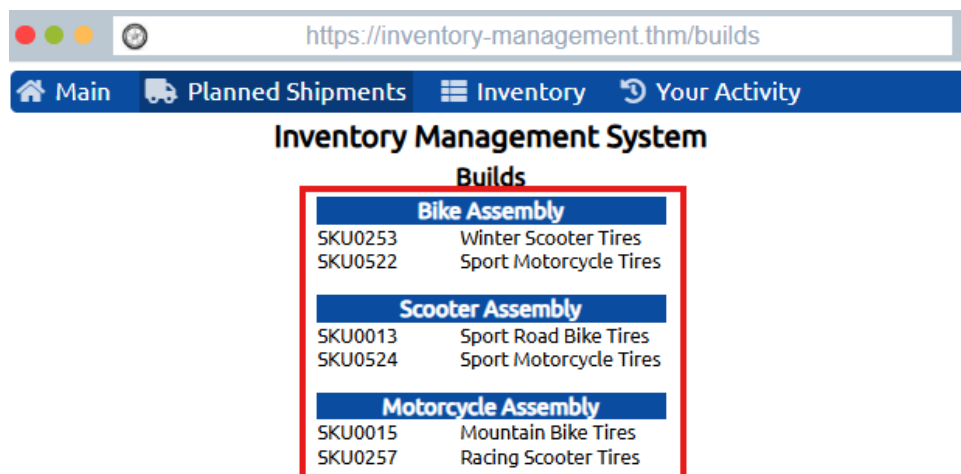 https://inventory-management.thm/builds
Main Planned Shipments Inventory Your Activity
Inventory Management System
Builds
Bike Assembly
SKU0253 Winter Scooter Tires
SKU0522 Sport Motorcycle Tires
Scooter Assembly
SKU0013 Sport Road Bike Tires
SKU0524 Sport Motorcycle Tires
Motorcycle Assembly
SKU0015 Mountain Bike Tires
SKU0257 Racing Scooter Tires